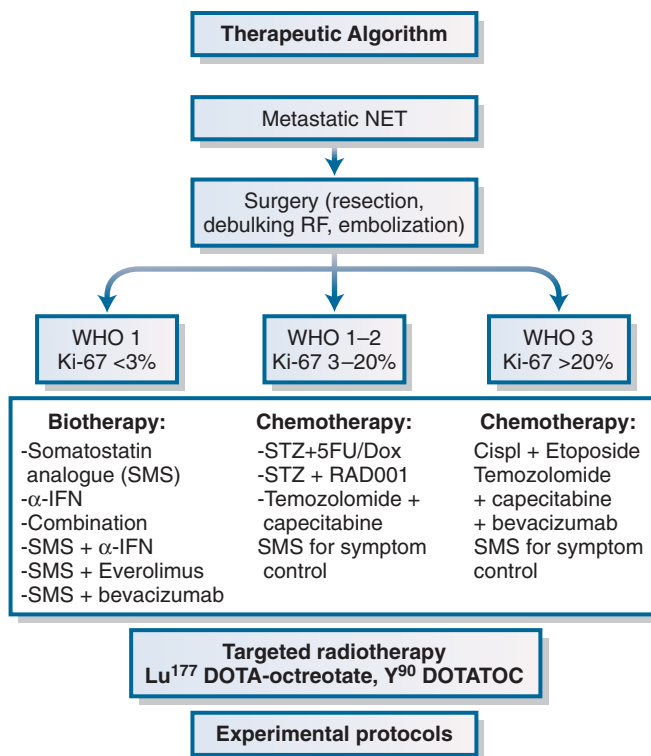 Therapeutic Algorithm
Metastatic NET
Surgery (resection,
debulking RF, embolization)
WHO 1
Ki-67 <3%
WHO 1–2
Ki-67 3–20%
WHO 3
Ki-67 >20%
Biotherapy:
-Somatostatin
analogue (SMS)
-α-IFN
-Combination
-SMS + α-IFN
-SMS + Everolimus
-SMS + bevacizumab
Chemotherapy:
-STZ+5FU/Dox
-STZ + RAD001
-Temozolomide +
capecitabine
SMS for symptom
control
Chemotherapy:
Cispl + Etoposide
Temozolomide
+ capecitabine
+ bevacizumab
SMS for symptom
control
Targeted radiotherapy
Lu¹⁷⁷ DOTA-octreotate, Y⁹⁰ DOTATOC
Experimental protocols